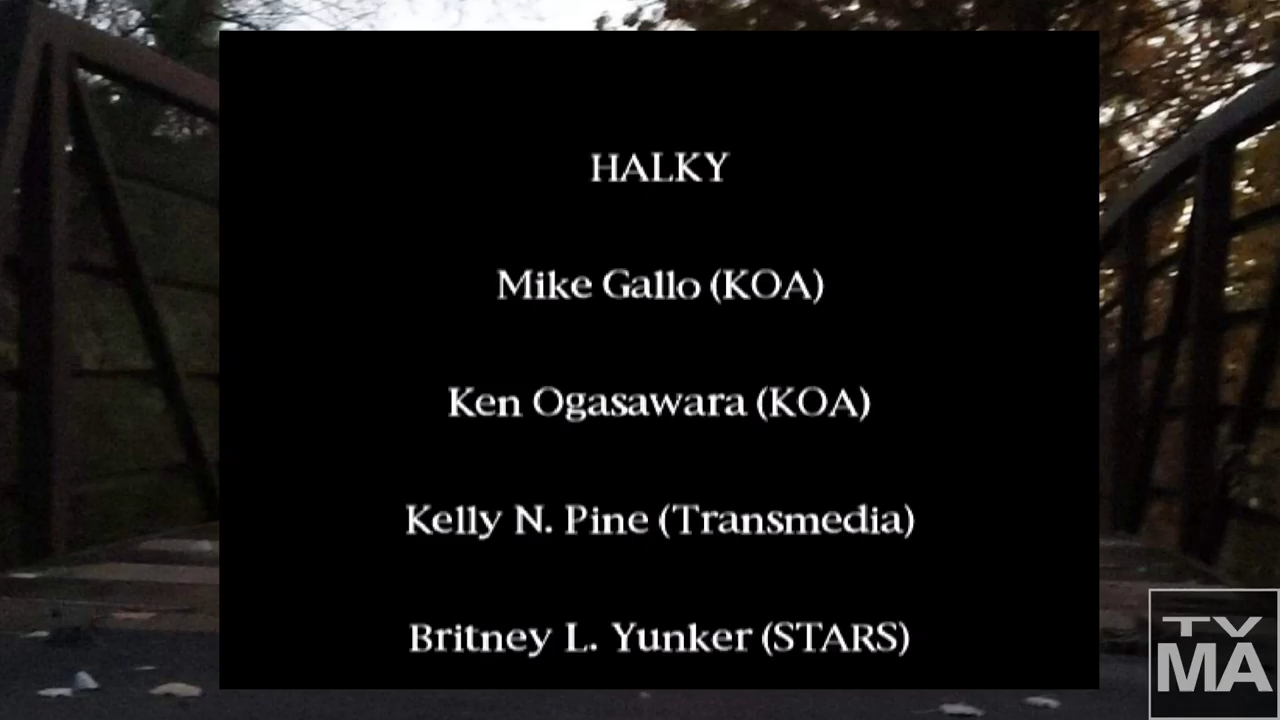 HALKY
Mike Gallo (KOA)
Ken Ogasawara (KOA)
Kelly N. Pine (Transmedia)
Britney L. Yunker (STARS)
TV
MA